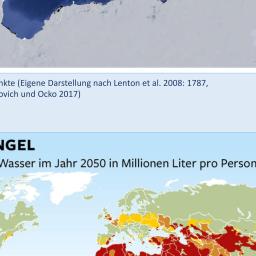 nkte (Eigene Darstellung nach Lenton et al. 2008: 1787,
ovich und Ocko 2017)
NGEL
Wasser im Jahr 2050 in Millionen Liter pro Person